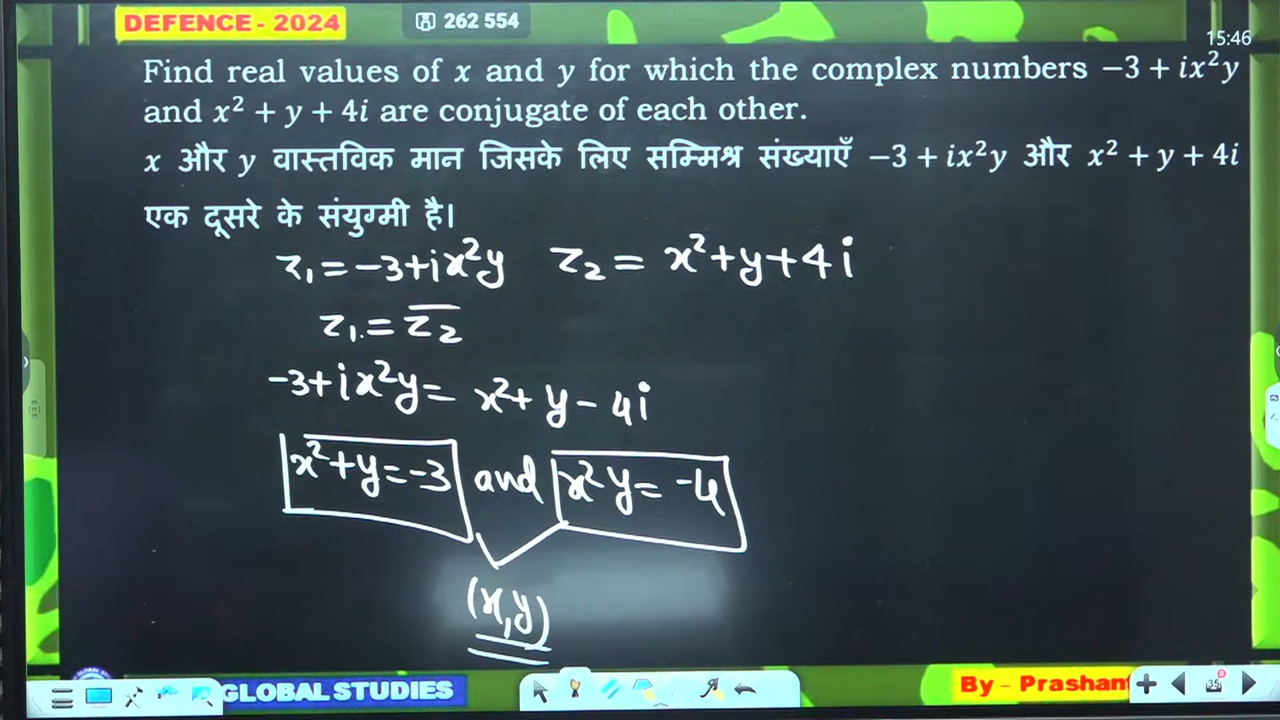 DEFENCE - 2024
262 554
15:46
Find real values of x and y for which the complex numbers −3 + ix²y
and x² + y + 4i are conjugate of each other.
x और y वास्तविक मान जिसके लिए सम्मिश्र संख्याएँ −3 + ix²y और x² + y + 4i
एक दूसरे के संयुग्मी है।
z₁ = −3+ix²y z₂ = x²+y+4i
z₁ = z̅₂
−3+ix²y = x²+y−4i
x²+y=−3 and x²y=−4
(x,y)
GLOBAL STUDIES
By – Prashant